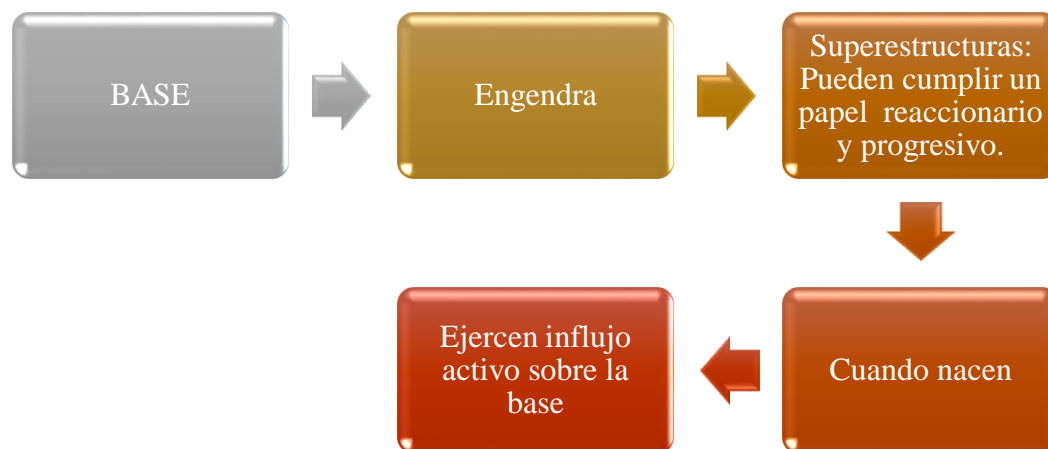 BASE
Engendra
Superestructuras:
Pueden cumplir un
papel reaccionario
y progresivo.
Cuando nacen
Ejercen influjo
activo sobre la
base